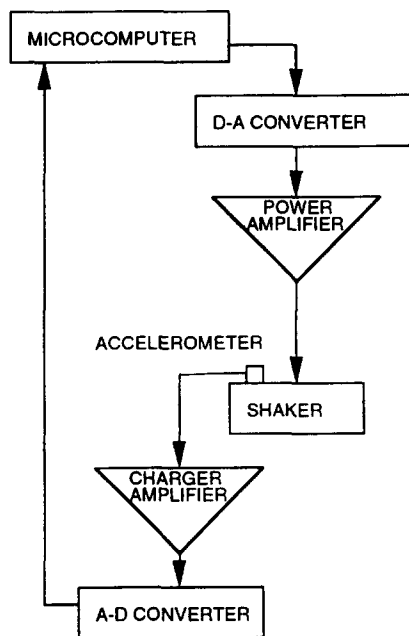 MICROCOMPUTER
D-A CONVERTER
POWER
AMPLIFIER
ACCELEROMETER
SHAKER
CHARGER
AMPLIFIER
A-D CONVERTER